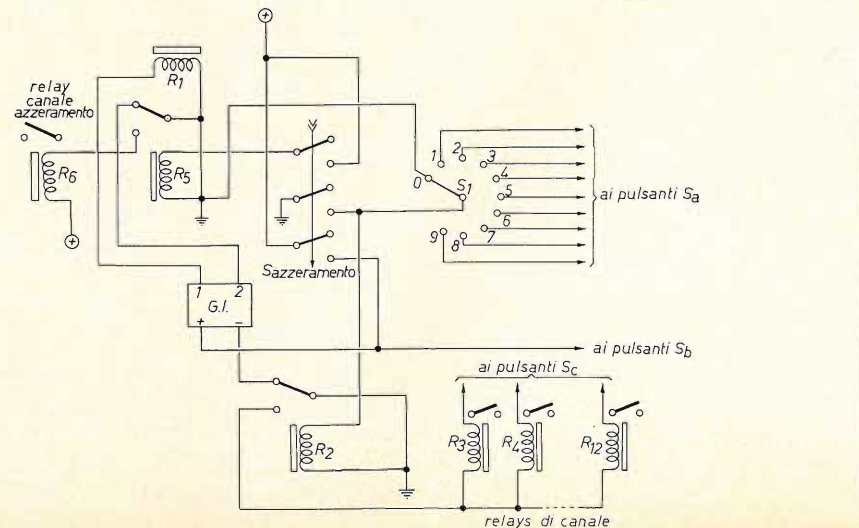 +
R1
relay
canale
azzeramento
R6
+
R5
Sazzeramento
0
1
2
3
4
5
6
7
8
9
S1
ai pulsanti Sa
1 2
G.I.
+ -
ai pulsanti Sb
ai pulsanti Sc
R2
R3
R4
R12
relays di canale